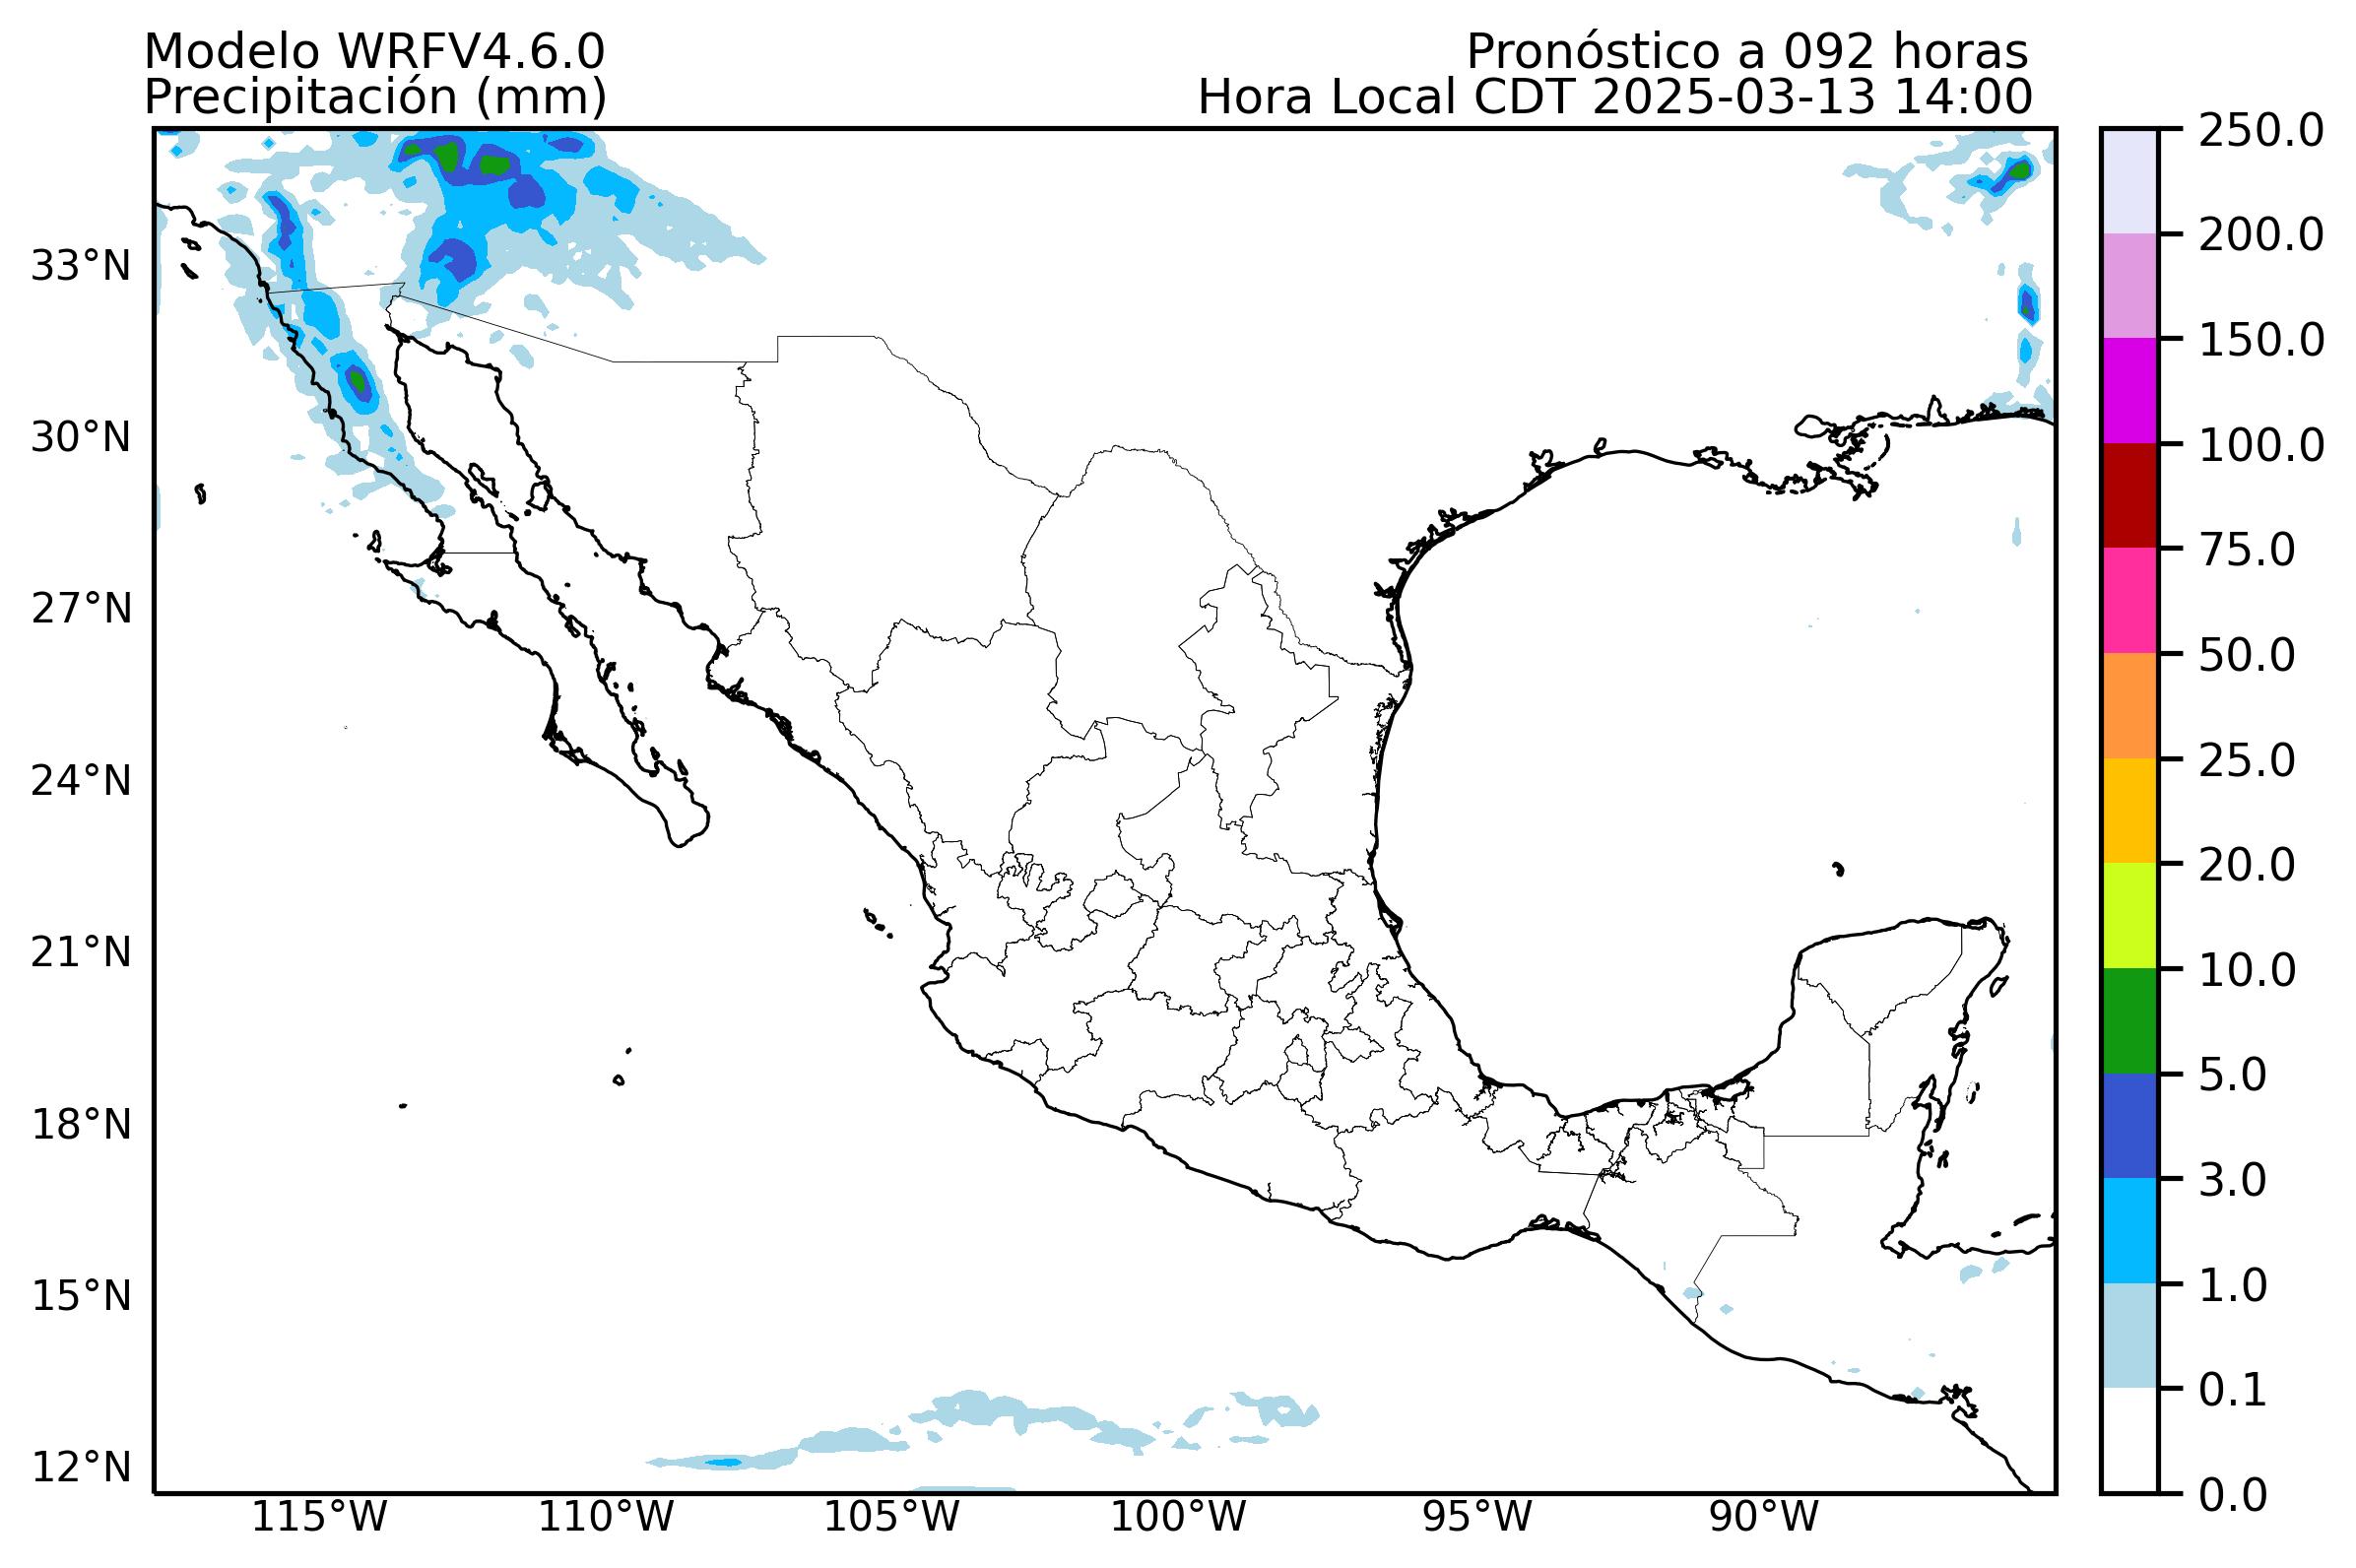 Modelo WRFV4.6.0
Precipitación (mm)
Pronóstico a 092 horas
Hora Local CDT 2025-03-13 14:00
33°N
30°N
27°N
24°N
21°N
18°N
15°N
12°N
115°W
110°W
105°W
100°W
95°W
90°W
250.0
200.0
150.0
100.0
75.0
50.0
25.0
20.0
10.0
5.0
3.0
1.0
0.1
0.0